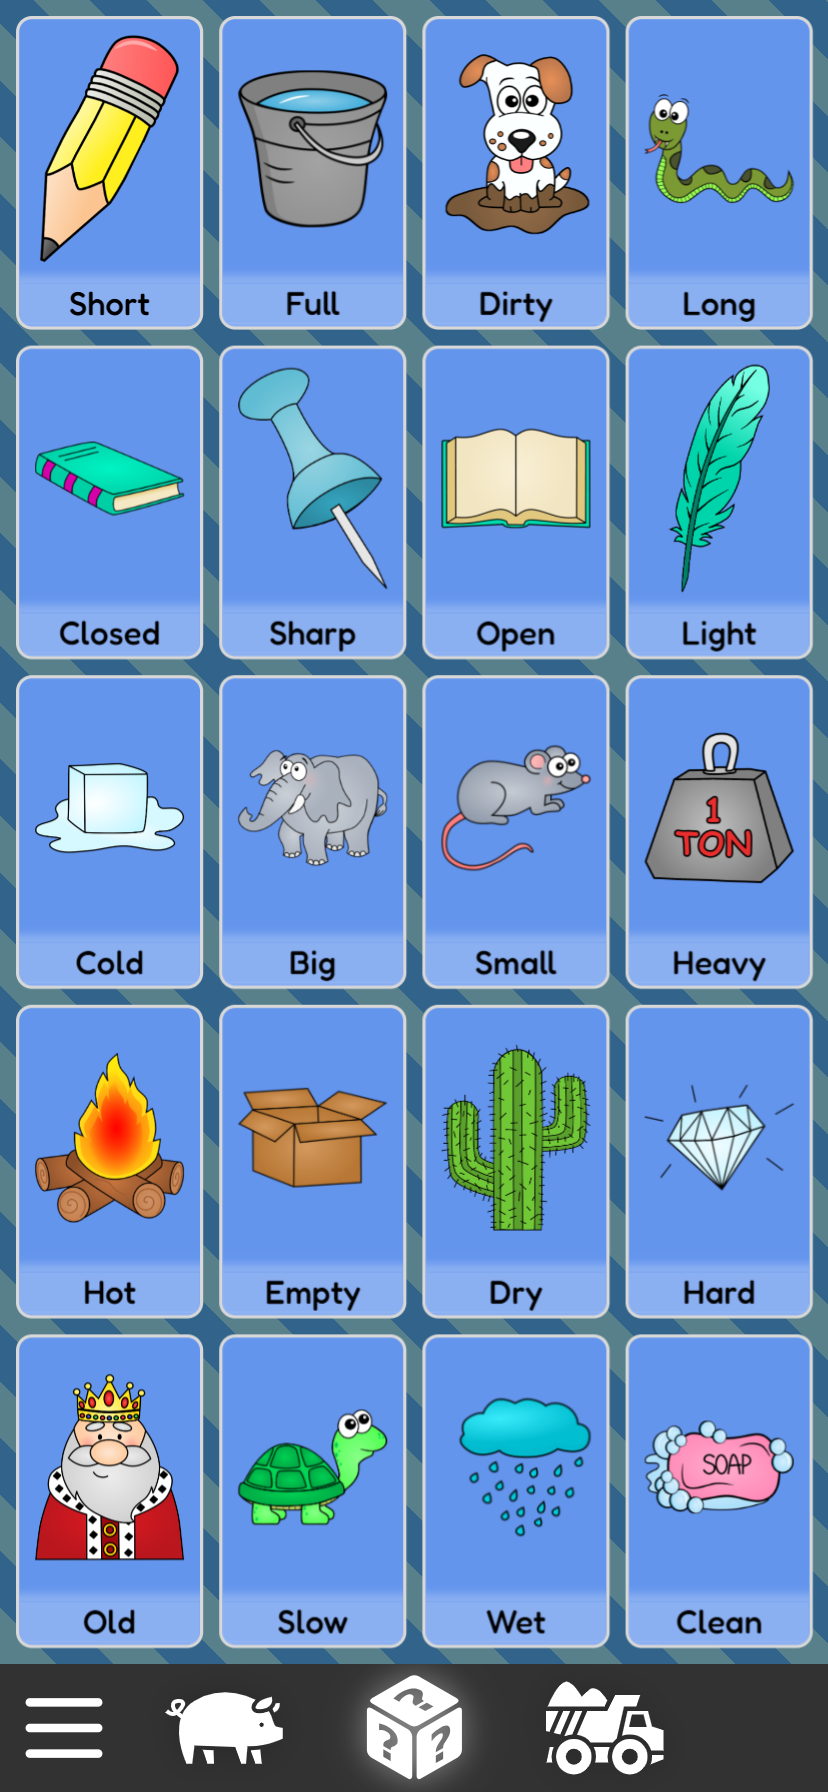 Short
Full
Dirty
Long
Closed
Sharp
Open
Light
1
TON
Cold
Big
Small
Heavy
Hot
Empty
Dry
Hard
SOAP
Old
Slow
Wet
Clean
? ? ?